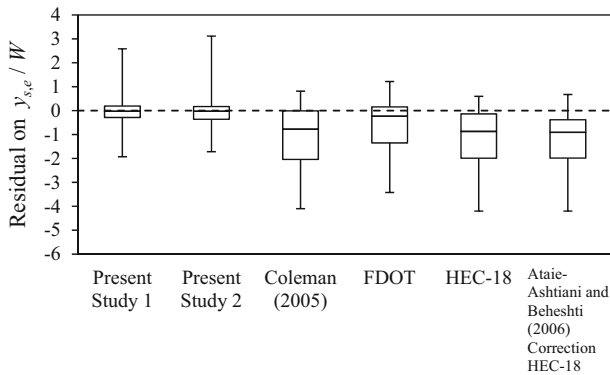 4
3
2
1
0
-1
-2
-3
-4
-5
-6
Residual on y_{s,e} / W
Present
Study 1
Present
Study 2
Coleman
(2005)
FDOT
HEC-18
Ataie-
Ashtiani and
Beheshti
(2006)
Correction
HEC-18